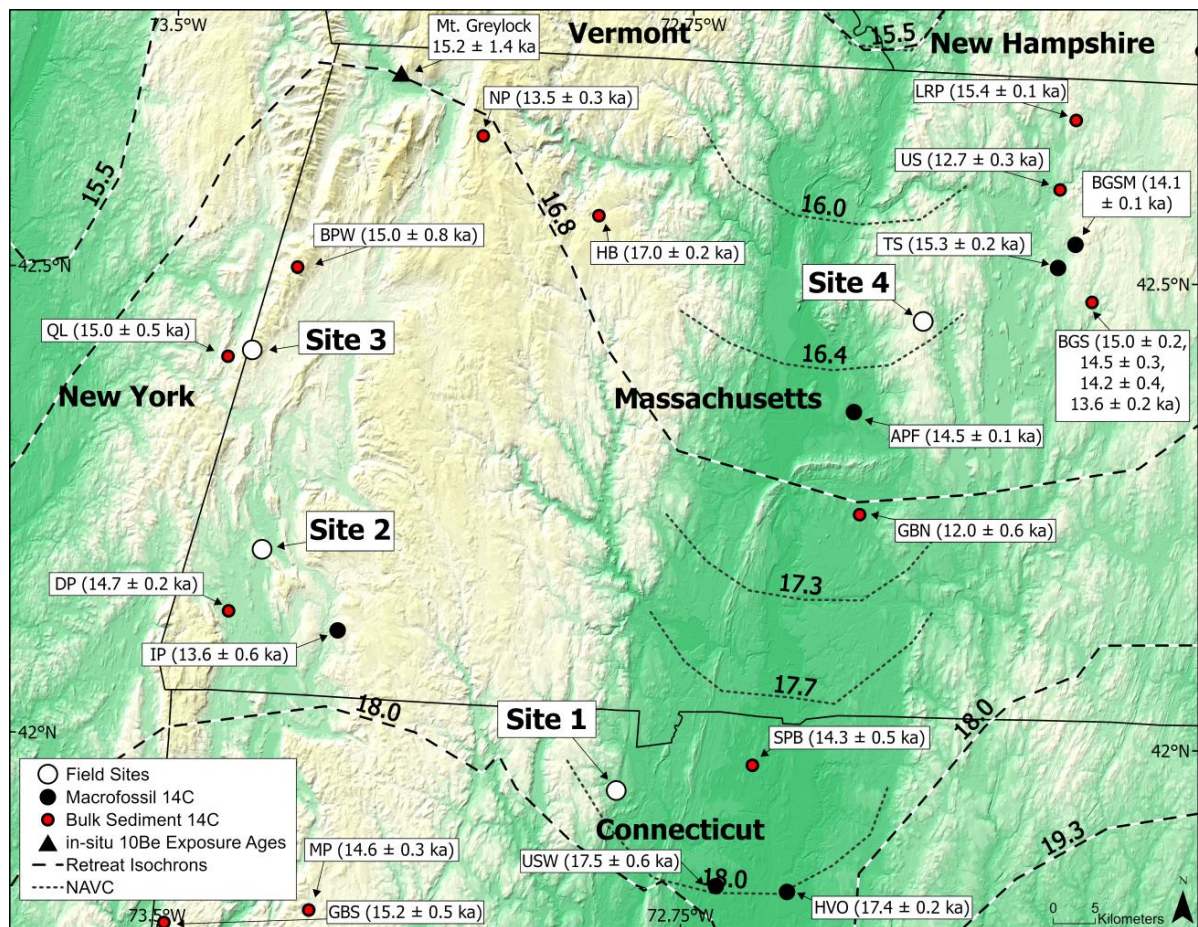 73.5°W
Mt. Greylock
15.2 ± 1.4 ka
Vermont
72.75°W
15.5
New Hampshire
NP (13.5 ± 0.3 ka)
LRP (15.4 ± 0.1 ka)
15.5
US (12.7 ± 0.3 ka)
BGSM (14.1
± 0.1 ka)
16.0
16.8
BPW (15.0 ± 0.8 ka)
HB (17.0 ± 0.2 ka)
TS (15.3 ± 0.2 ka)
42.5°N
42.5°N
Site 4
QL (15.0 ± 0.5 ka)
Site 3
16.4
BGS (15.0 ± 0.2,
14.5 ± 0.3,
14.2 ± 0.4,
13.6 ± 0.2 ka)
New York
Massachusetts
APF (14.5 ± 0.1 ka)
Site 2
GBN (12.0 ± 0.6 ka)
DP (14.7 ± 0.2 ka)
17.3
IP (13.6 ± 0.6 ka)
17.7
18.0
Site 1
18.0
42°N
SPB (14.3 ± 0.5 ka)
42°N
Field Sites
Macrofossil 14C
Bulk Sediment 14C
in-situ 10Be Exposure Ages
Retreat Isochrons
NAVC
Connecticut
19.3
MP (14.6 ± 0.3 ka)
USW (17.5 ± 0.6 ka)
18.0
73.5°W
GBS (15.2 ± 0.5 ka)
72.75°W
HVO (17.4 ± 0.2 ka)
0 5
Kilometers
N